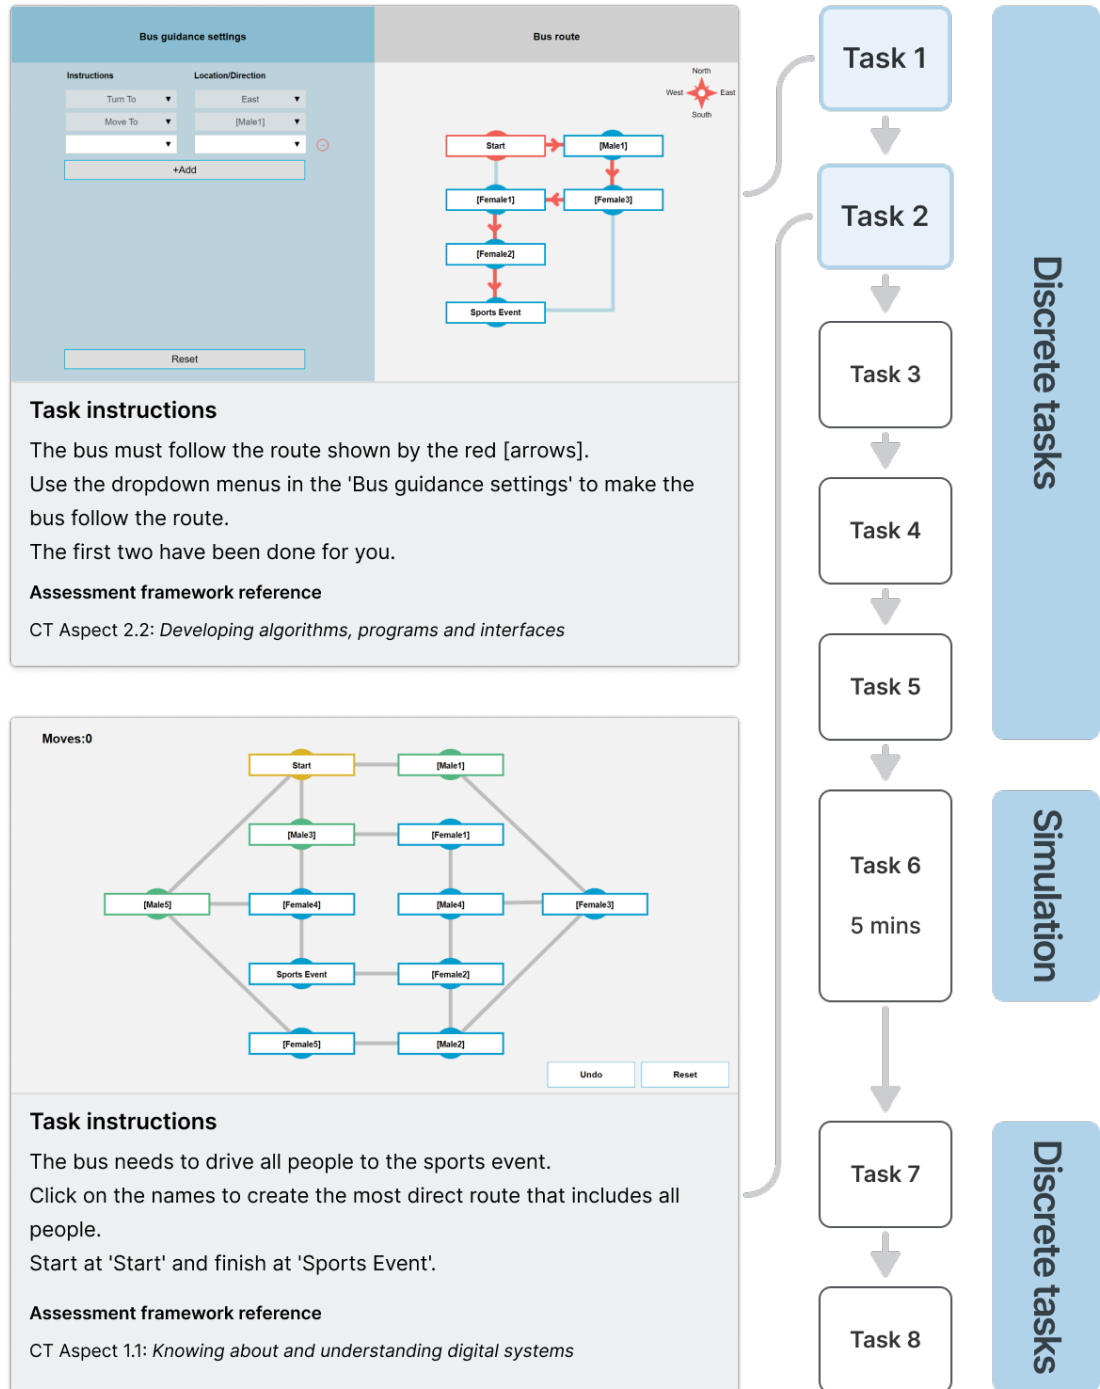 Bus guidance settings
Bus route
Instructions Location/Direction
Turn To ▼ East ▼
Move To ▼ [Male1] ▼
▼ ▼
+Add
Reset
North
West East
South
Start [Male1]
[Female1] [Female3]
[Female2]
Sports Event
Task instructions
The bus must follow the route shown by the red [arrows].
Use the dropdown menus in the 'Bus guidance settings' to make the
bus follow the route.
The first two have been done for you.
Assessment framework reference
CT Aspect 2.2: Developing algorithms, programs and interfaces
Moves:0
Start [Male1]
[Male3] [Female1]
[Male5] [Female4] [Male4] [Female3]
Sports Event [Female2]
[Female5] [Male2]
Undo Reset
Task instructions
The bus needs to drive all people to the sports event.
Click on the names to create the most direct route that includes all
people.
Start at 'Start' and finish at 'Sports Event'.
Assessment framework reference
CT Aspect 1.1: Knowing about and understanding digital systems
Task 1
Task 2
Task 3
Task 4
Task 5
Task 6
5 mins
Task 7
Task 8
Discrete tasks
Simulation
Discrete tasks